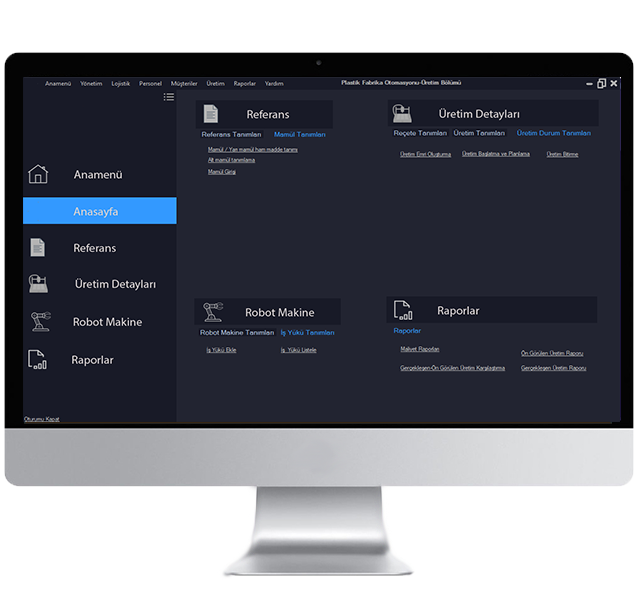 Anamenü Yönetim Lojistik Personel Müşteriler Üretim Raporlar Yardım Plastik Fabrika Otomasyonu-Üretim Bölümü
Anamenü
Anasayfa
Referans
Üretim Detayları
Robot Makine
Raporlar
Oturumu Kapat
Referans
Referans Tanımları Mamül Tanımları
Mamül / Yarı mamül ham madde tanımı
Alt mamül tanımlama
Mamül Girişi
Üretim Detayları
Reçete Tanımları Üretim Tanımları Üretim Durum Tanımları
Üretim Emri Oluşturma Üretim Başlatma ve Planlama Üretim Bitirme
Robot Makine
Robot Makine Tanımları İş Yükü Tanımları
İş Yükü Ekle İş Yükü Listele
Raporlar
Raporlar
Maliyet Raporları Ön Görülen Üretim Raporu
Gerçekleşen-Ön Görülen Üretim Karşılaştırma Gerçekleşen Üretim Raporu